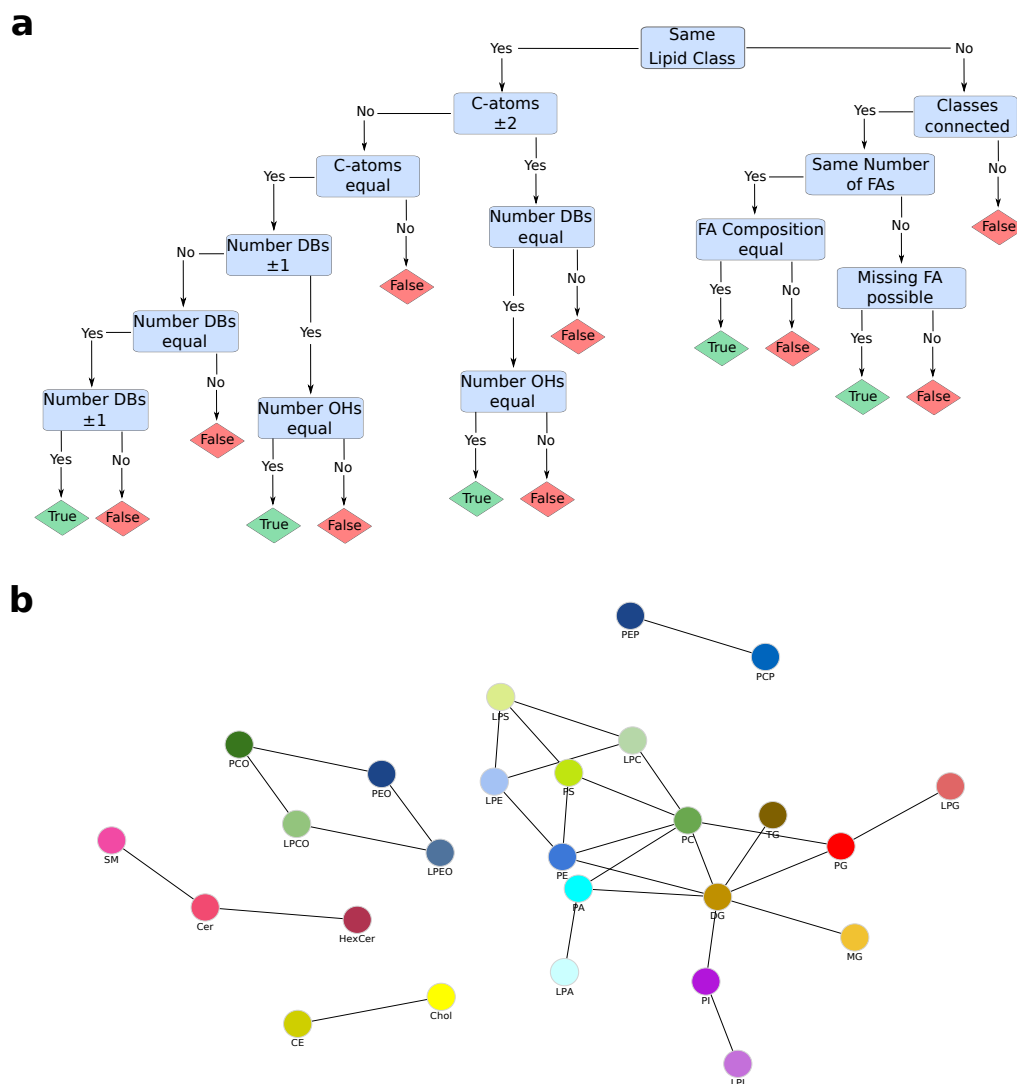 a
Same
Lipid Class
Yes
No
C-atoms
±2
Classes
connected
No
Yes
C-atoms
equal
Yes
Same Number
of FAs
No
Yes
Yes
No
False
Number DBs
equal
FA Composition
equal
No
No
Number DBs
±1
False
Missing FA
possible
Yes
No
Yes
No
Number DBs
equal
Yes
Yes
No
False
True
False
Yes
No
Number DBs
±1
No
Number OHs
equal
Number OHs
equal
True
False
False
Yes
No
Yes
No
Yes
No
True
False
True
False
True
False
b
PEP
PCP
LPS
PCO
LPC
PEO
LPE
PS
LPG
LPCO
PC
TG
SM
LPEO
PE
PG
PA
DG
Cer
HexCer
MG
LPA
PI
Chol
CE
LPI